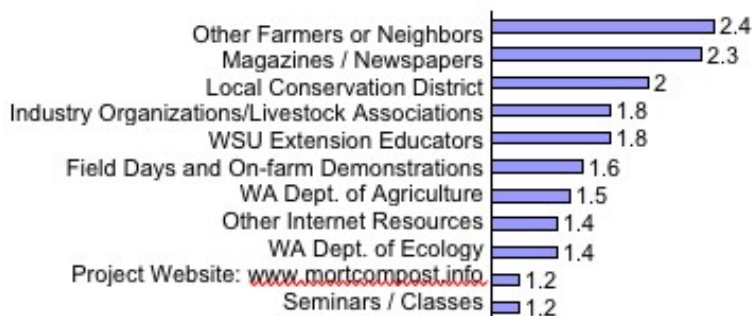 Other Farmers or Neighbors 2.4
Magazines / Newspapers 2.3
Local Conservation District 2
Industry Organizations/Livestock Associations 1.8
WSU Extension Educators 1.8
Field Days and On-farm Demonstrations 1.6
WA Dept. of Agriculture 1.5
Other Internet Resources 1.4
WA Dept. of Ecology 1.4
Project Website: www.mortcompost.info 1.2
Seminars / Classes 1.2